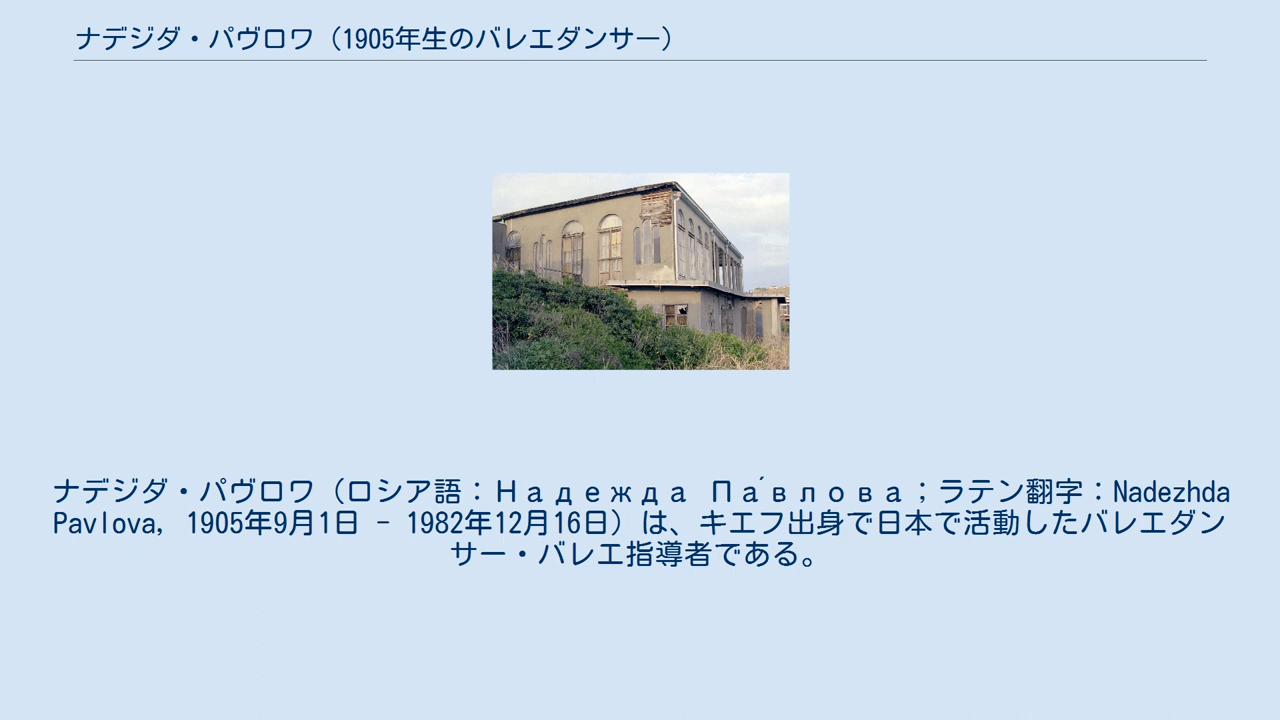 ナデジダ・パヴロワ（1905年生のバレエダンサー）
ナデジダ・パヴロワ（ロシア語：Надежда Па́влова；ラテン翻字：Nadezhda
Pavlova, 1905年9月1日 - 1982年12月16日）は、キエフ出身で日本で活動したバレエダン
サー・バレエ指導者である。